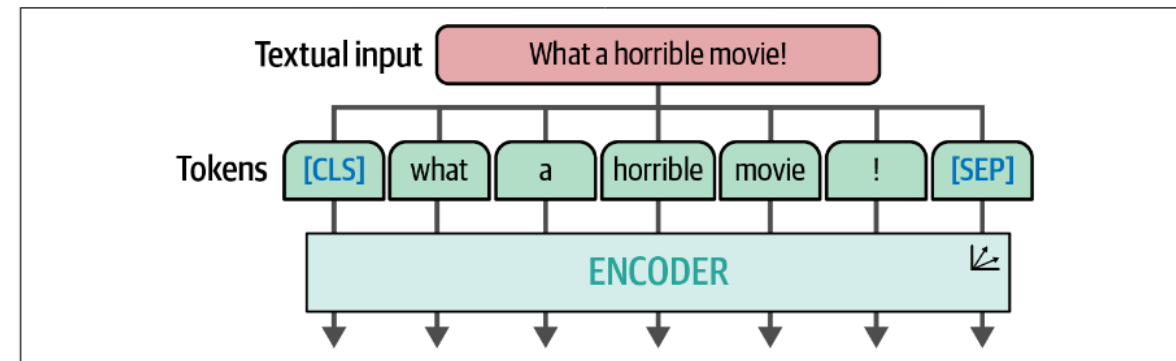 Textual input What a horrible movie!
Tokens [CLS] what a horrible movie ! [SEP]
ENCODER